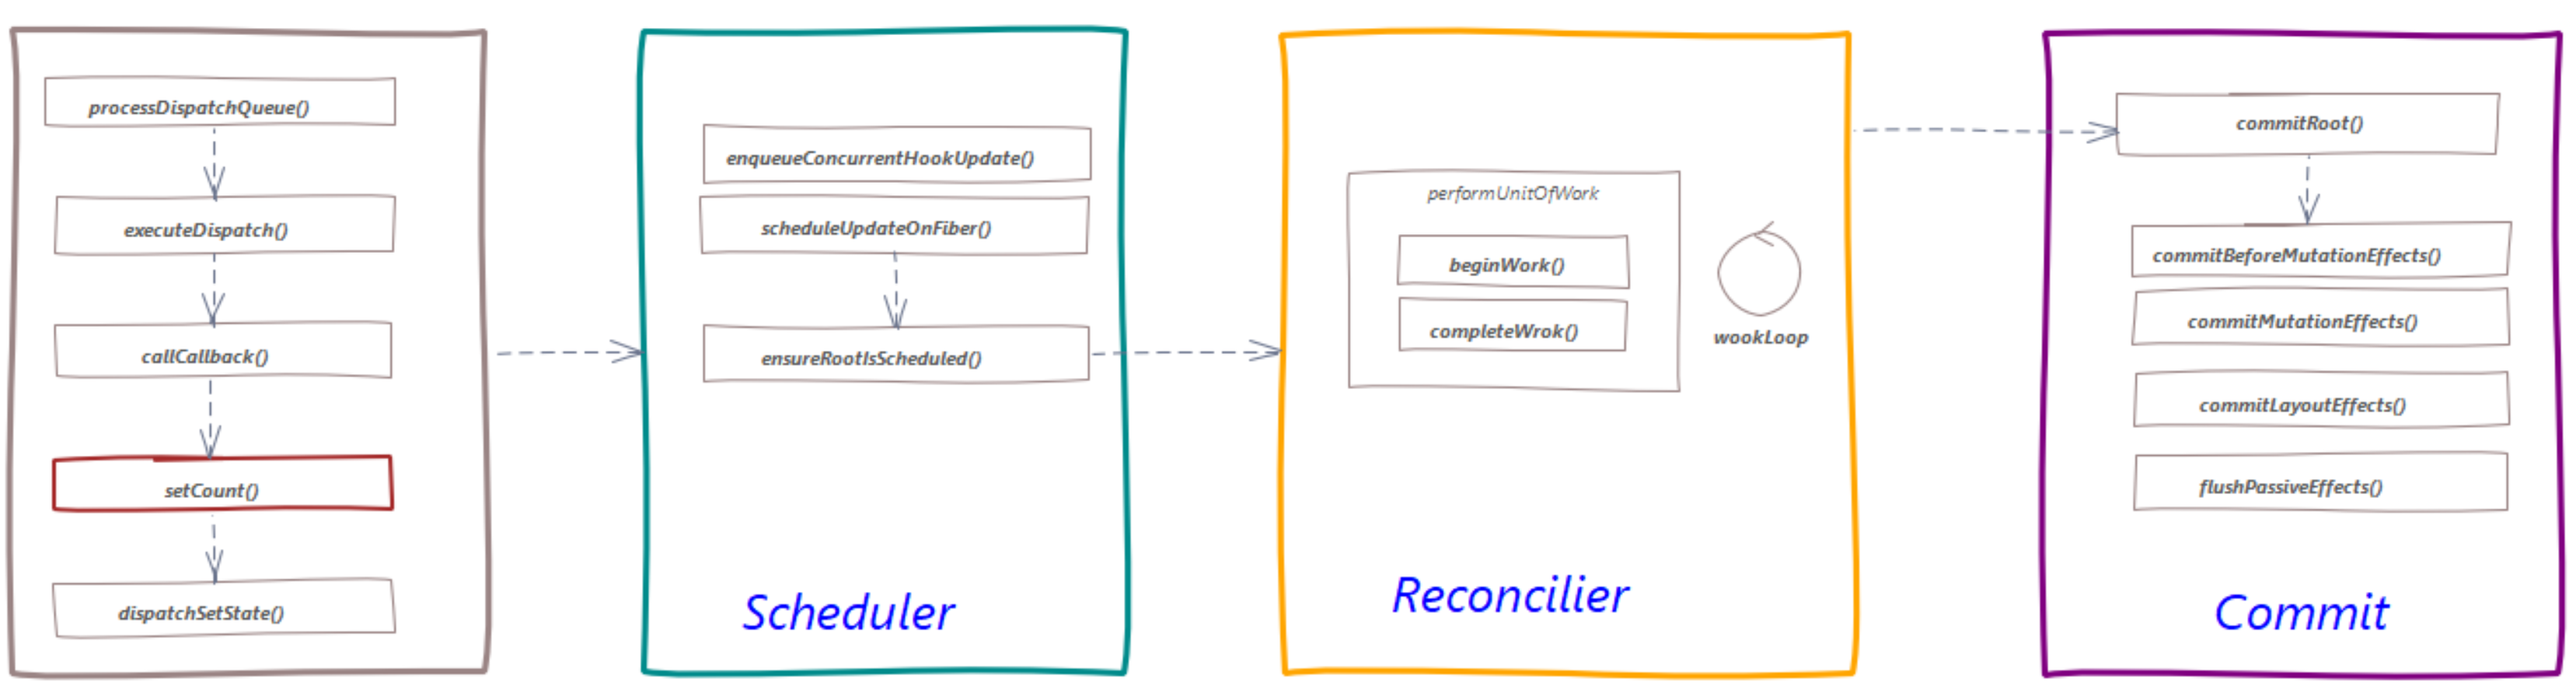 processDispatchQueue()
executeDispatch()
callCallback()
setCount()
dispatchSetState()
enqueueConcurrentHookUpdate()
scheduleUpdateOnFiber()
ensureRootIsScheduled()
Scheduler
performUnitOfWork
beginWork()
completeWrok()
wookLoop
Reconcilier
commitRoot()
commitBeforeMutationEffects()
commitMutationEffects()
commitLayoutEffects()
flushPassiveEffects()
Commit